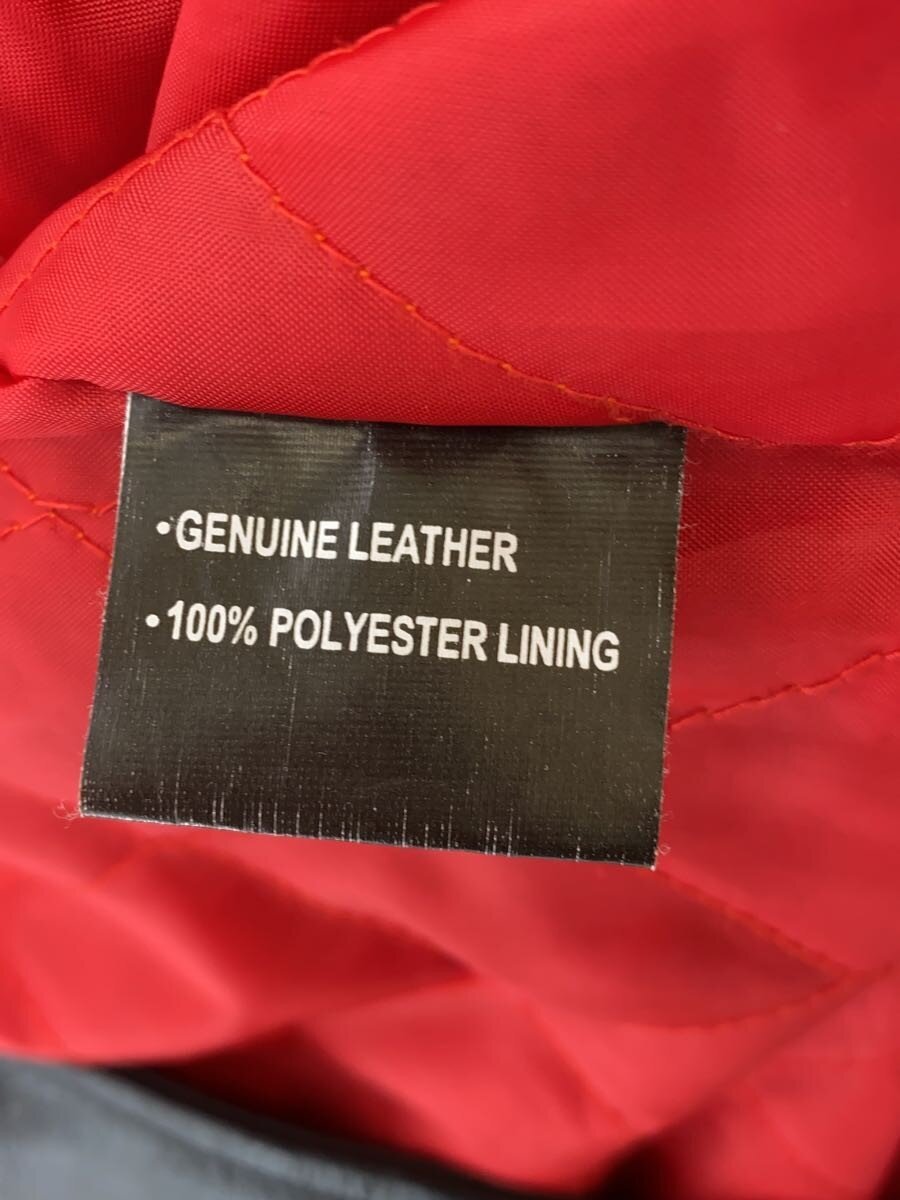 •GENUINE LEATHER
•100% POLYESTER LINING